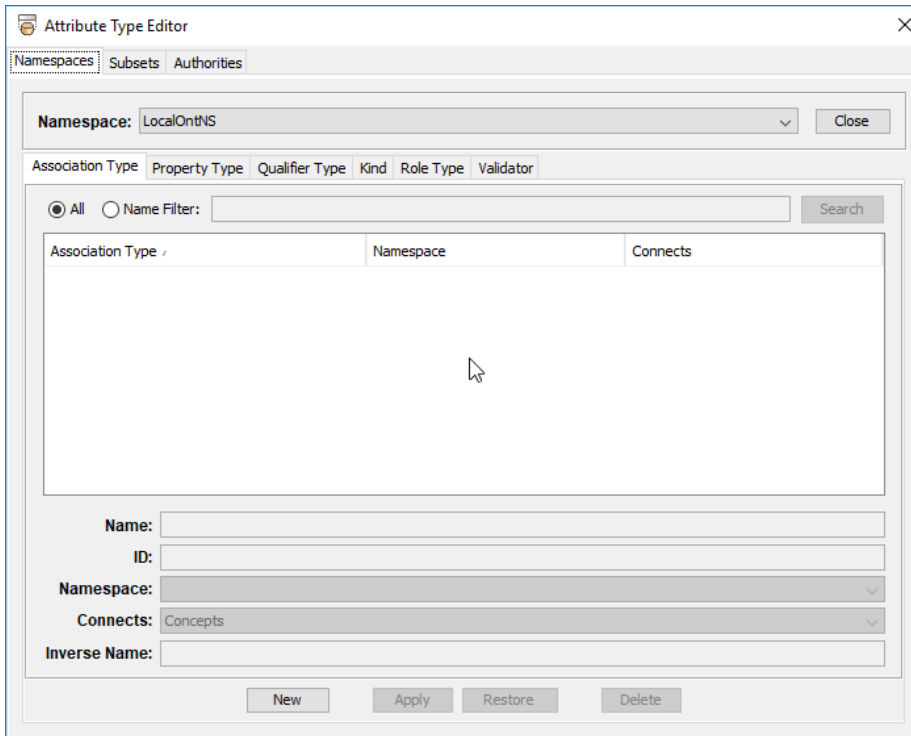 Attribute Type Editor
Namespaces Subsets Authorities
Namespace: LocalOntNS Close
Association Type Property Type Qualifier Type Kind Role Type Validator
All Name Filter: Search
Association Type Namespace Connects
Name:
ID:
Namespace:
Connects: Concepts
Inverse Name:
New Apply Restore Delete